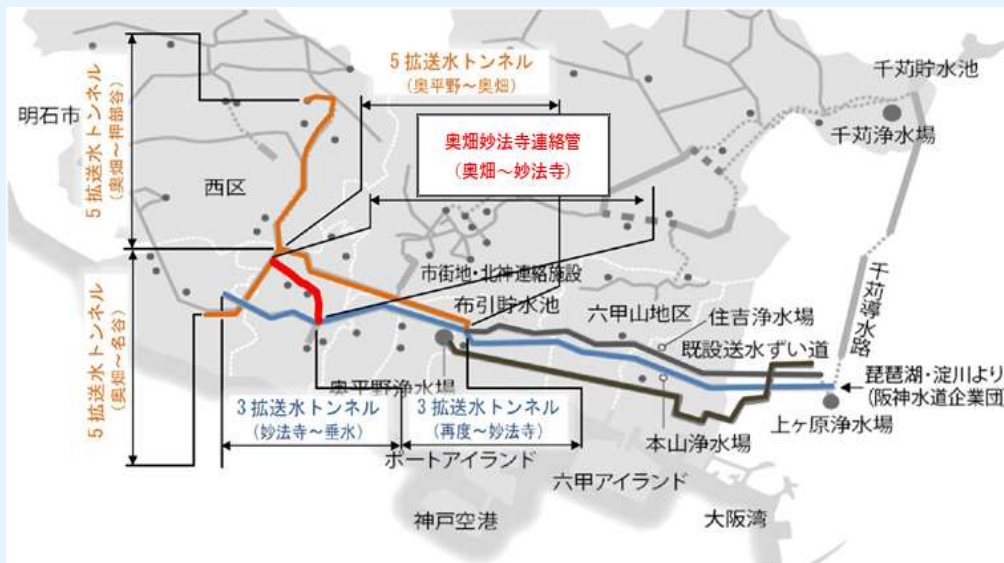 5拡送水トンネル
(奥平野～奥畑)
千苅貯水池
明石市
5拡送水トンネル
(奥畑～押部谷)
千苅浄水場
奥畑妙法寺連絡管
(奥畑～妙法寺)
西区
市街地・北神連絡施設
布引貯水池
六甲山地区
住吉浄水場
千苅導水路
既設送水ずい道
5拡送水トンネル
(奥畑～名谷)
琵琶湖・淀川より
(阪神水道企業団)
奥平野浄水場
上ヶ原浄水場
3拡送水トンネル
(妙法寺～垂水)
3拡送水トンネル
(再度～妙法寺)
本山浄水場
ポートアイランド
六甲アイランド
神戸空港
大阪湾